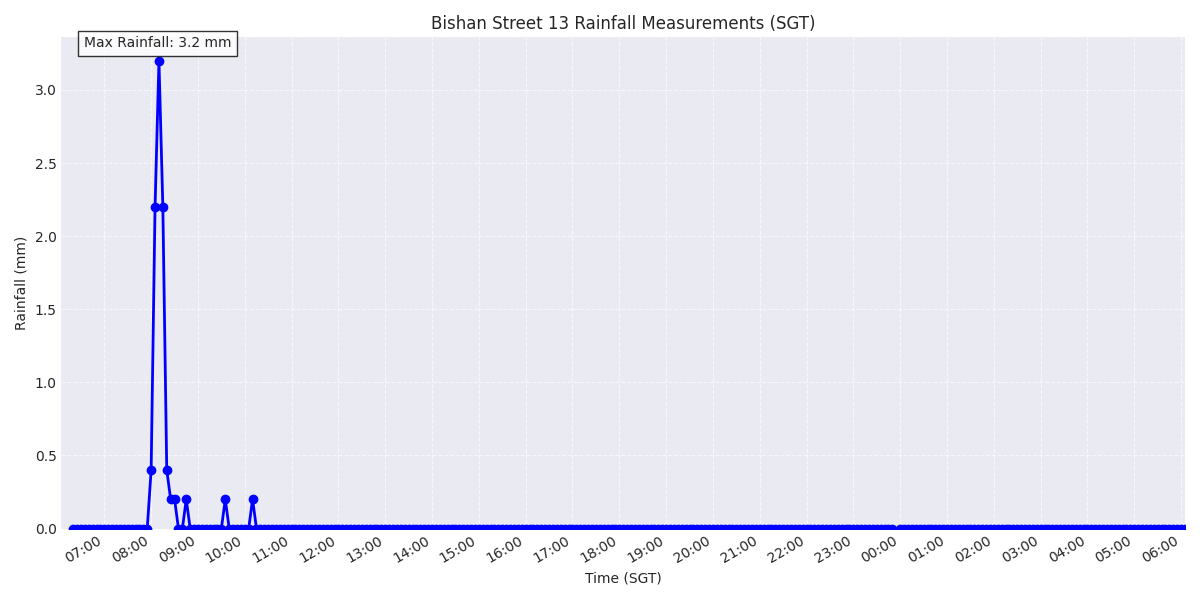 Bishan Street 13 Rainfall Measurements (SGT)
Max Rainfall: 3.2 mm
Rainfall (mm)
3.0
2.5
2.0
1.5
1.0
0.5
0.0
07:00 08:00 09:00 10:00 11:00 12:00 13:00 14:00 15:00 16:00 17:00 18:00 19:00 20:00 21:00 22:00 23:00 00:00 01:00 02:00 03:00 04:00 05:00 06:00
Time (SGT)